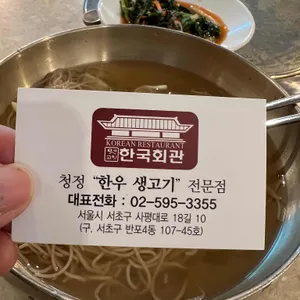 KOREAN RESTAURANT
한국회관
청정 "한우 생고기" 전문점
대표전화 : 02-595-3355
서울시 서초구 사평대로 18길 10
(구. 서초구 반포4동 107-45호)